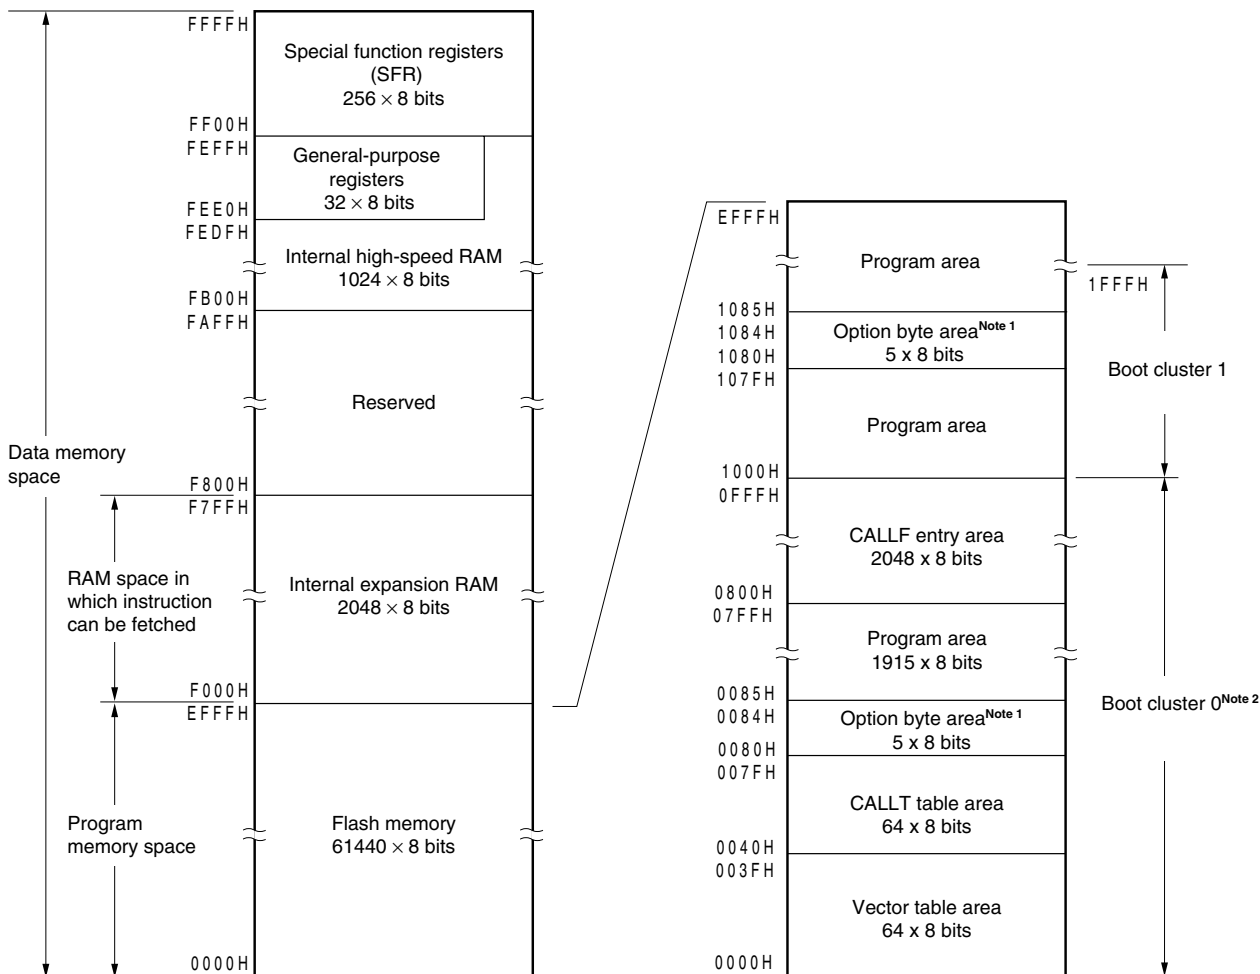 FFFFH
Special function registers
(SFR)
256 × 8 bits
FF00H
FEFFH
General-purpose
registers
32 × 8 bits
FEE0H
FEDFH
Internal high-speed RAM
1024 × 8 bits
FB00H
FAFFH
Reserved
Data memory
space
F800H
F7FFH
RAM space in
which instruction
can be fetched
Internal expansion RAM
2048 × 8 bits
F000H
EFFFH
Program
memory space
Flash memory
61440 × 8 bits
0000H
EFFFH
Program area
1FFFH
1085H
1084H
Option byte area Note 1
5 x 8 bits
1080H
107FH
Boot cluster 1
Program area
1000H
0FFFH
CALLF entry area
2048 x 8 bits
0800H
07FFH
Program area
1915 x 8 bits
0085H
0084H
Option byte area Note 1
5 x 8 bits
Boot cluster 0 Note 2
0080H
007FH
CALLT table area
64 x 8 bits
0040H
003FH
Vector table area
64 x 8 bits
0000H